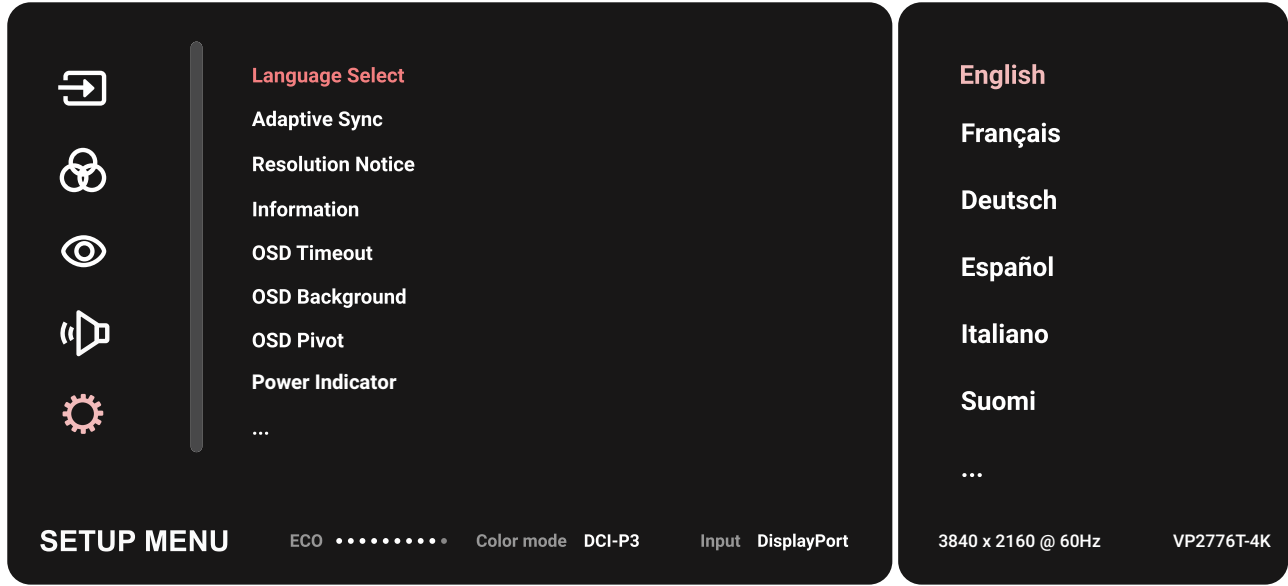 Language Select
Adaptive Sync
Resolution Notice
Information
OSD Timeout
OSD Background
OSD Pivot
Power Indicator
...
English
Français
Deutsch
Español
Italiano
Suomi
...
SETUP MENU
ECO
Color mode DCI-P3
Input DisplayPort
3840 x 2160 @ 60Hz
VP2776T-4K